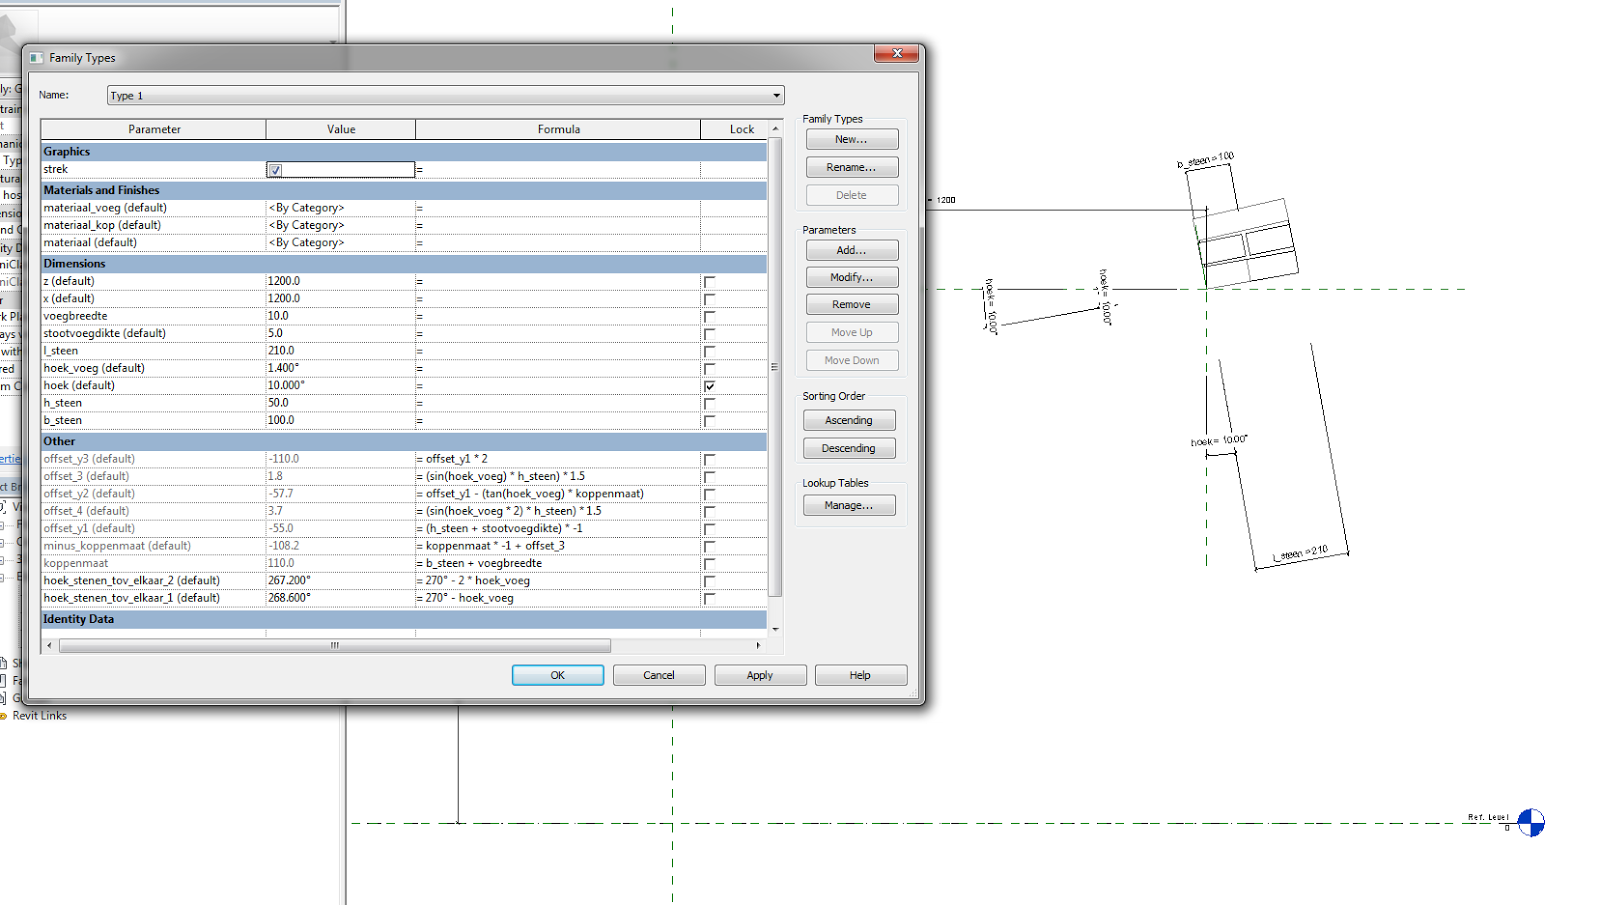 Family Types
Name:
Type 1
Parameter Value Formula Lock
Graphics
strek =
Materials and Finishes
materiaal_voeg (default) <By Category> =
materiaal_kop (default) <By Category> =
materiaal (default) <By Category> =
Dimensions
z (default) 1200.0 =
x (default) 1200.0 =
voegbreedte 10.0 =
stootvoegdikte (default) 5.0 =
l_steen 210.0 =
hoek_voeg (default) 1.400° =
hoek (default) 10.000° =
h_steen 50.0 =
b_steen 100.0 =
Other
offset_y3 (default) -110.0 = offset_y1 * 2
offset_3 (default) 1.8 = (sin(hoek_voeg) * h_steen) * 1.5
offset_y2 (default) -57.7 = offset_y1 - (tan(hoek_voeg) * koppenmaat)
offset_4 (default) 3.7 = (sin(hoek_voeg * 2) * h_steen) * 1.5
offset_y1 (default) -55.0 = (h_steen + stootvoegdikte) * -1
minus_koppenmaat (default) -108.2 = koppenmaat * -1 + offset_3
koppenmaat 110.0 = b_steen + voegbreedte
hoek_stenen_tov_elkaar_2 (default) 267.200° = 270° - 2 * hoek_voeg
hoek_stenen_tov_elkaar_1 (default) 268.600° = 270° - hoek_voeg
Identity Data
Family Types
New...
Rename...
Delete
Parameters
Add...
Modify...
Remove
Move Up
Move Down
Sorting Order
Ascending
Descending
Lookup Tables
Manage...
OK Cancel Apply Help
Revit Links
b_steen = 100
= 1200
hoek = 10.00°
hoek = 10.00°
hoek = 10.00°
l_steen = 210
Ref. Level
0